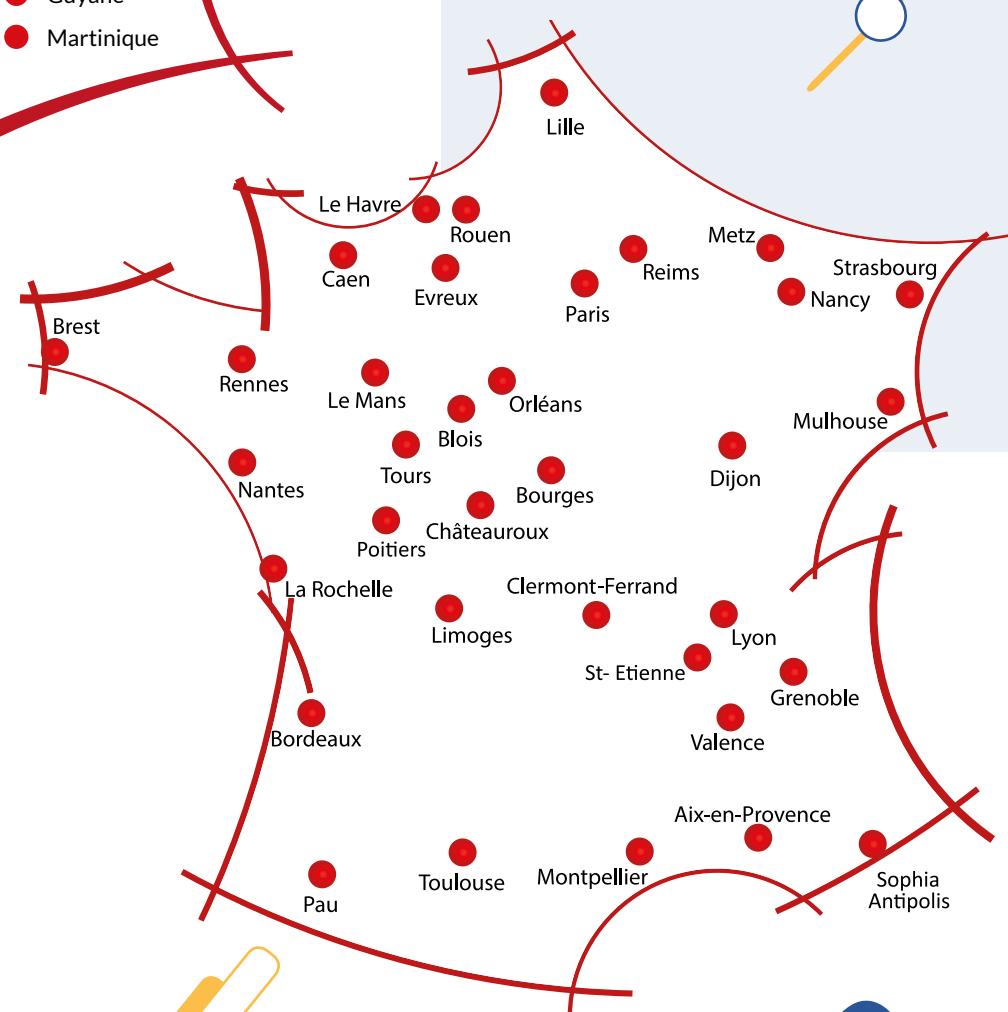 Guyane
Martinique
Lille
Le Havre
Rouen
Metz
Caen
Reims
Strasbourg
Evreux
Nancy
Paris
Brest
Rennes
Le Mans
Orléans
Mulhouse
Blois
Tours
Dijon
Nantes
Bourges
Châteauroux
Poitiers
La Rochelle
Clermont-Ferrand
Limoges
Lyon
St- Etienne
Grenoble
Bordeaux
Valence
Aix-en-Provence
Toulouse
Montpellier
Sophia
Antipolis
Pau